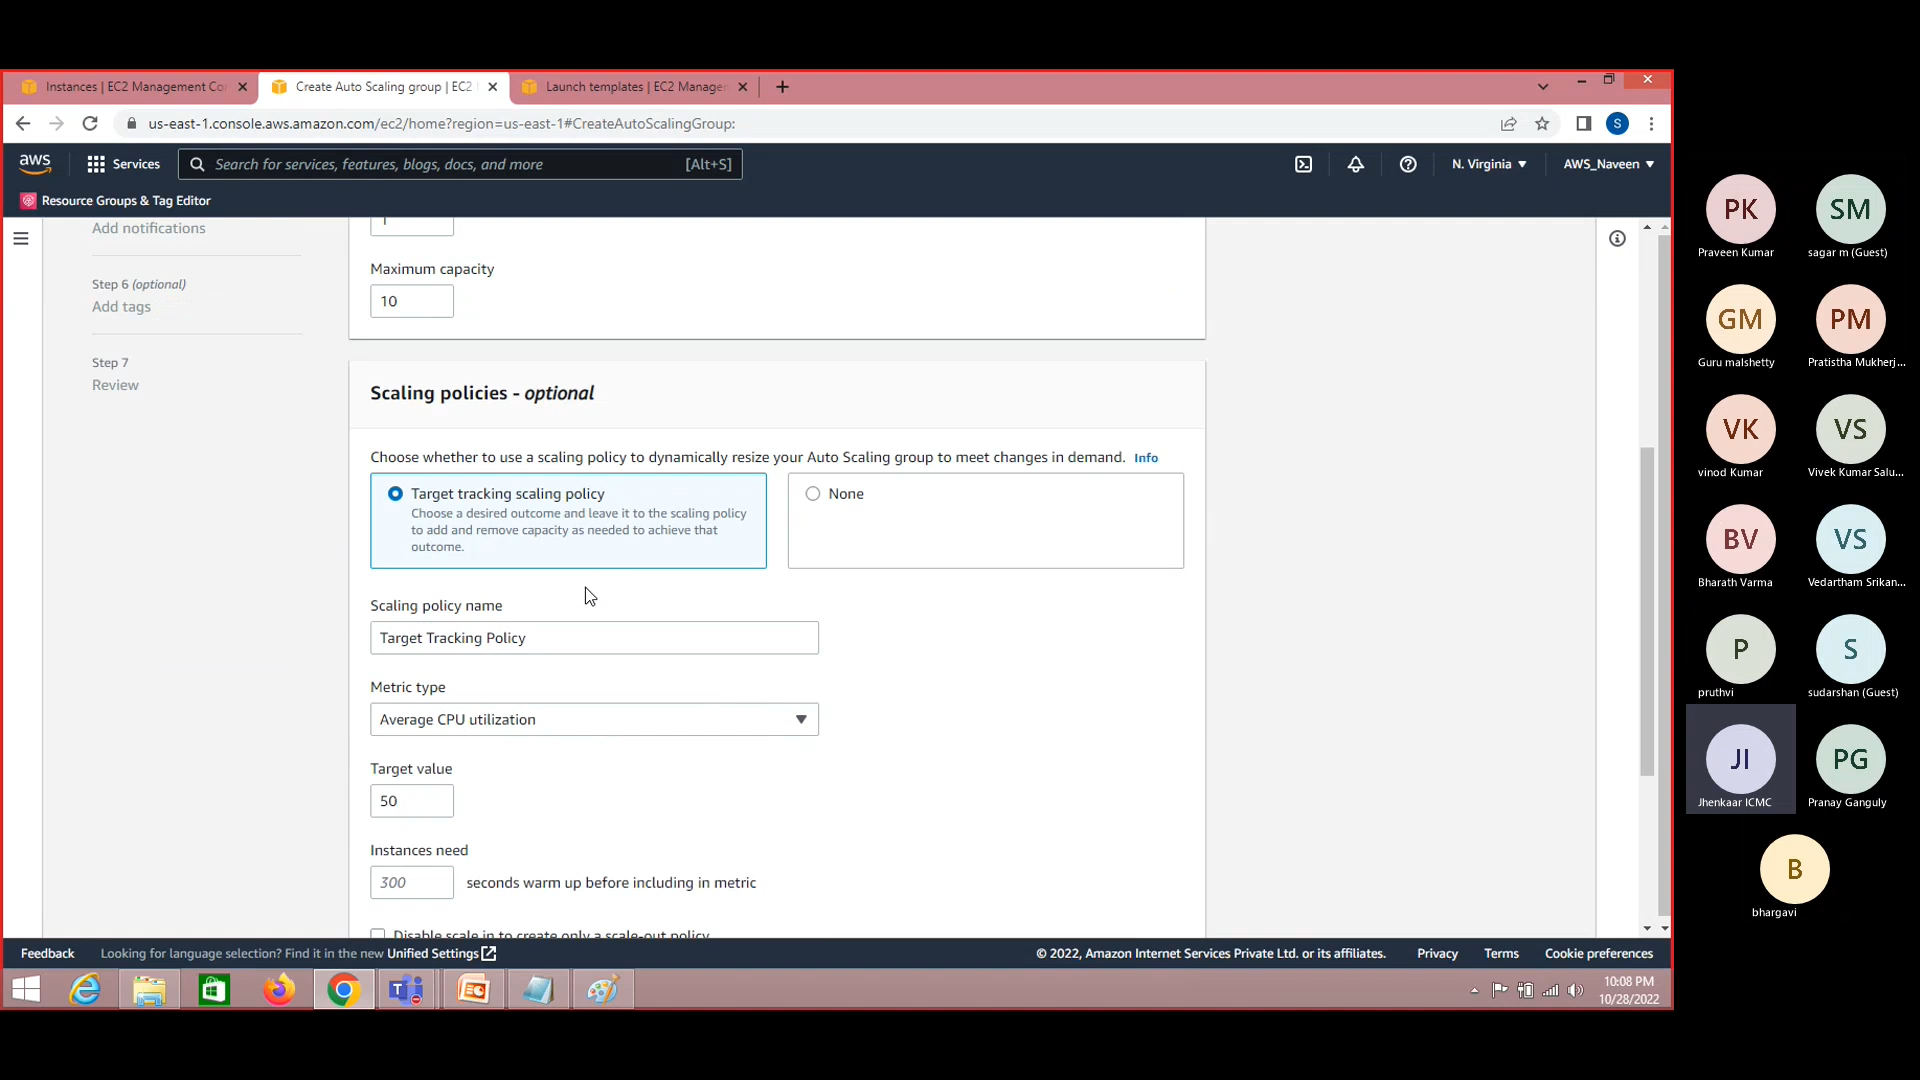 Instances | EC2 Management Co
Create Auto Scaling group | EC2
Launch templates | EC2 Manage
us-east-1.console.aws.amazon.com/ec2/home?region=us-east-1#CreateAutoScalingGroup:
S
aws
Services
Search for services, features, blogs, docs, and more
[Alt+S]
N. Virginia
AWS_Naveen
Resource Groups & Tag Editor
Add notifications
Step 6 (optional)
Add tags
Step 7
Review
1
Maximum capacity
10
Scaling policies - optional
Choose whether to use a scaling policy to dynamically resize your Auto Scaling group to meet changes in demand. Info
Target tracking scaling policy
Choose a desired outcome and leave it to the scaling policy
to add and remove capacity as needed to achieve that
outcome.
None
Scaling policy name
Target Tracking Policy
Metric type
Average CPU utilization
Target value
50
Instances need
300 seconds warm up before including in metric
Disable scale in to create only a scale-out policy
Feedback
Looking for language selection? Find it in the new Unified Settings
© 2022, Amazon Internet Services Private Ltd. or its affiliates.
Privacy
Terms
Cookie preferences
10:08 PM
10/28/2022
PK
Praveen Kumar
SM
sagar m (Guest)
GM
Guru malshetty
PM
Pratistha Mukherj...
VK
vinod Kumar
VS
Vivek Kumar Salu...
BV
Bharath Varma
VS
Vedartham Srikan...
P
pruthvi
S
sudarshan (Guest)
JI
Jhenkaar ICMC
PG
Pranay Ganguly
B
bhargavi